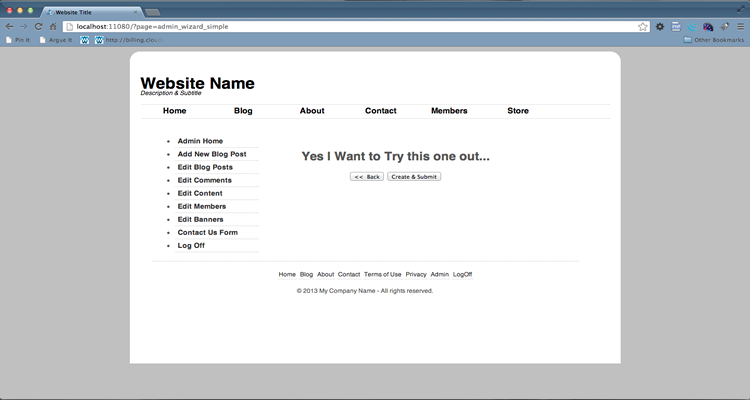 Website Title
localhost:11080/?page=admin_wizard_simple
Pin It Argue It http://billing.cloud Other Bookmarks
Website Name
Description & Subtitle
Home Blog About Contact Members Store
Admin Home
Add New Blog Post
Edit Blog Posts
Edit Comments
Edit Content
Edit Members
Edit Banners
Contact Us Form
Log Off
Yes I Want to Try this one out...
<< Back Create & Submit
Home Blog About Contact Terms of Use Privacy Admin LogOff
© 2013 My Company Name - All rights reserved.